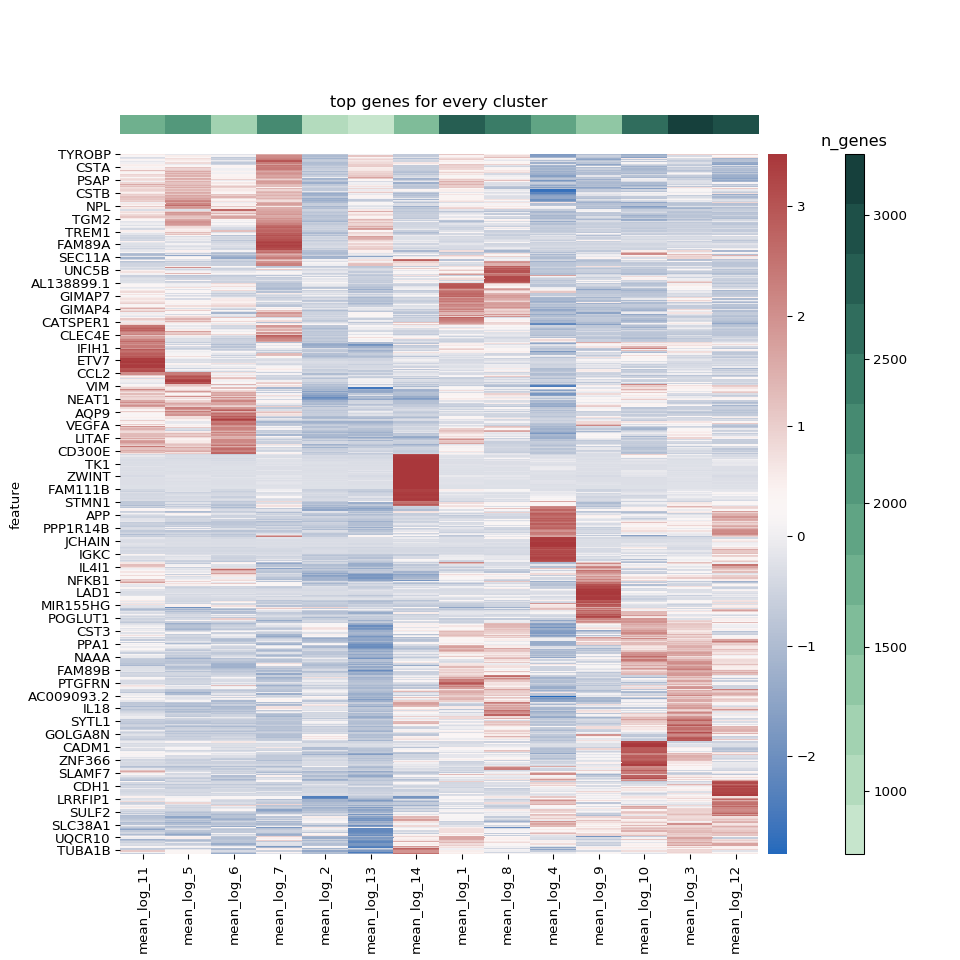 top genes for every cluster
n_genes
TYROBP
CSTA
PSAP
CSTB
NPL
TGM2
TREM1
FAM89A
SEC11A
UNC5B
AL138899.1
GIMAP7
GIMAP4
CATSPER1
CLEC4E
IFIH1
ETV7
CCL2
VIM
NEAT1
AQP9
VEGFA
LITAF
CD300E
TK1
ZWINT
FAM111B
STMN1
APP
PPP1R14B
JCHAIN
IGKC
IL4I1
NFKB1
LAD1
MIR155HG
POGLUT1
CST3
PPA1
NAAA
FAM89B
PTGFRN
AC009093.2
IL18
SYTL1
GOLGA8N
CADM1
ZNF366
SLAMF7
CDH1
LRRFIP1
SULF2
SLC38A1
UQCR10
TUBA1B
feature
3
2
1
0
−1
−2
3000
2500
2000
1500
1000
mean_log_11
mean_log_5
mean_log_6
mean_log_7
mean_log_2
mean_log_13
mean_log_14
mean_log_1
mean_log_8
mean_log_4
mean_log_9
mean_log_10
mean_log_3
mean_log_12